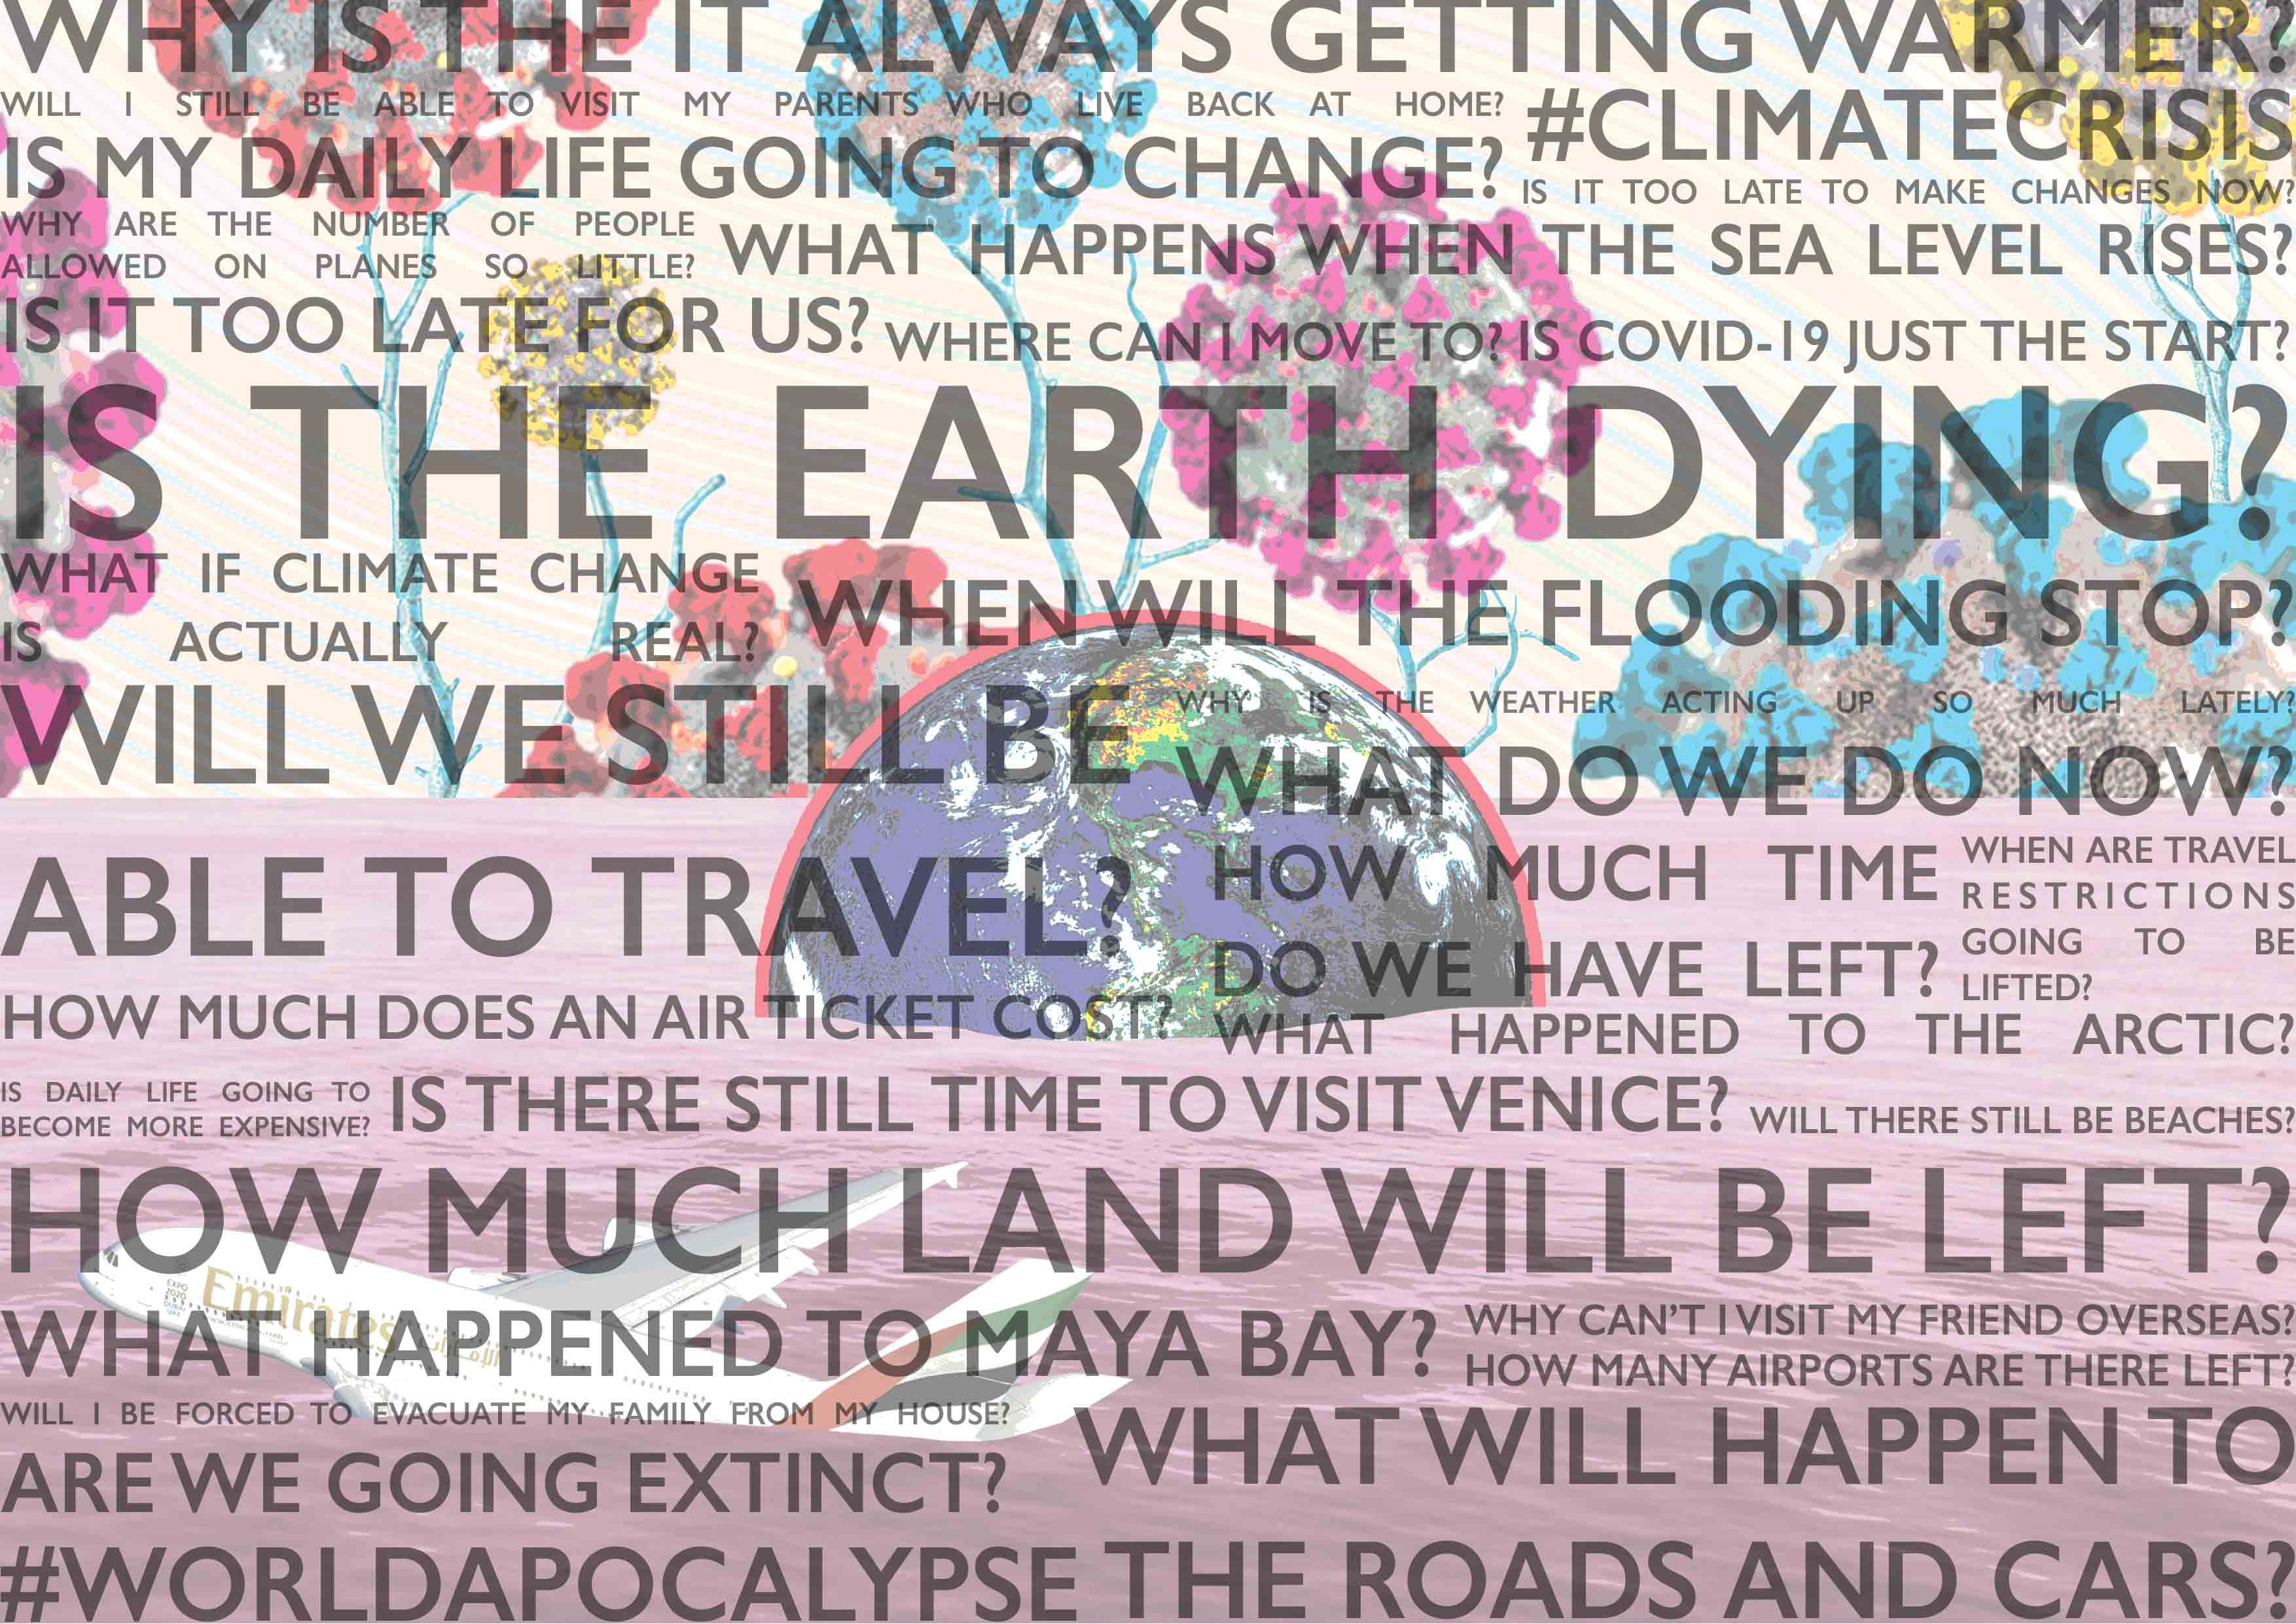 WHY IS THE IT ALWAYS GETTING WARMER?
WILL I STILL BE ABLE TO VISIT MY PARENTS WHO LIVE BACK AT HOME?
#CLIMATECRISIS
IS MY DAILY LIFE GOING TO CHANGE?
IS IT TOO LATE TO MAKE CHANGES NOW?
WHY ARE THE NUMBER OF PEOPLE
ALLOWED ON PLANES SO LITTLE?
WHAT HAPPENS WHEN THE SEA LEVEL RISES?
IS IT TOO LATE FOR US?
WHERE CAN I MOVE TO?
IS COVID-19 JUST THE START?
IS THE EARTH DYING?
WHAT IF CLIMATE CHANGE
IS ACTUALLY REAL?
WHEN WILL THE FLOODING STOP?
WILL WE STILL BE
ABLE TO TRAVEL?
WHY IS THE WEATHER ACTING UP SO MUCH LATELY?
WHAT DO WE DO NOW?
HOW MUCH TIME
DO WE HAVE LEFT?
WHEN ARE TRAVEL
RESTRICTIONS
GOING TO BE
LIFTED?
HOW MUCH DOES AN AIR TICKET COST?
WHAT HAPPENED TO THE ARCTIC?
IS DAILY LIFE GOING TO
BECOME MORE EXPENSIVE?
IS THERE STILL TIME TO VISIT VENICE?
WILL THERE STILL BE BEACHES?
HOW MUCH LAND WILL BE LEFT?
EXPO
2020
Emirates
WHAT HAPPENED TO MAYA BAY?
WHY CAN'T I VISIT MY FRIEND OVERSEAS?
HOW MANY AIRPORTS ARE THERE LEFT?
WILL I BE FORCED TO EVACUATE MY FAMILY FROM MY HOUSE?
ARE WE GOING EXTINCT?
WHAT WILL HAPPEN TO
THE ROADS AND CARS?
#WORLDAPOCALYPSE